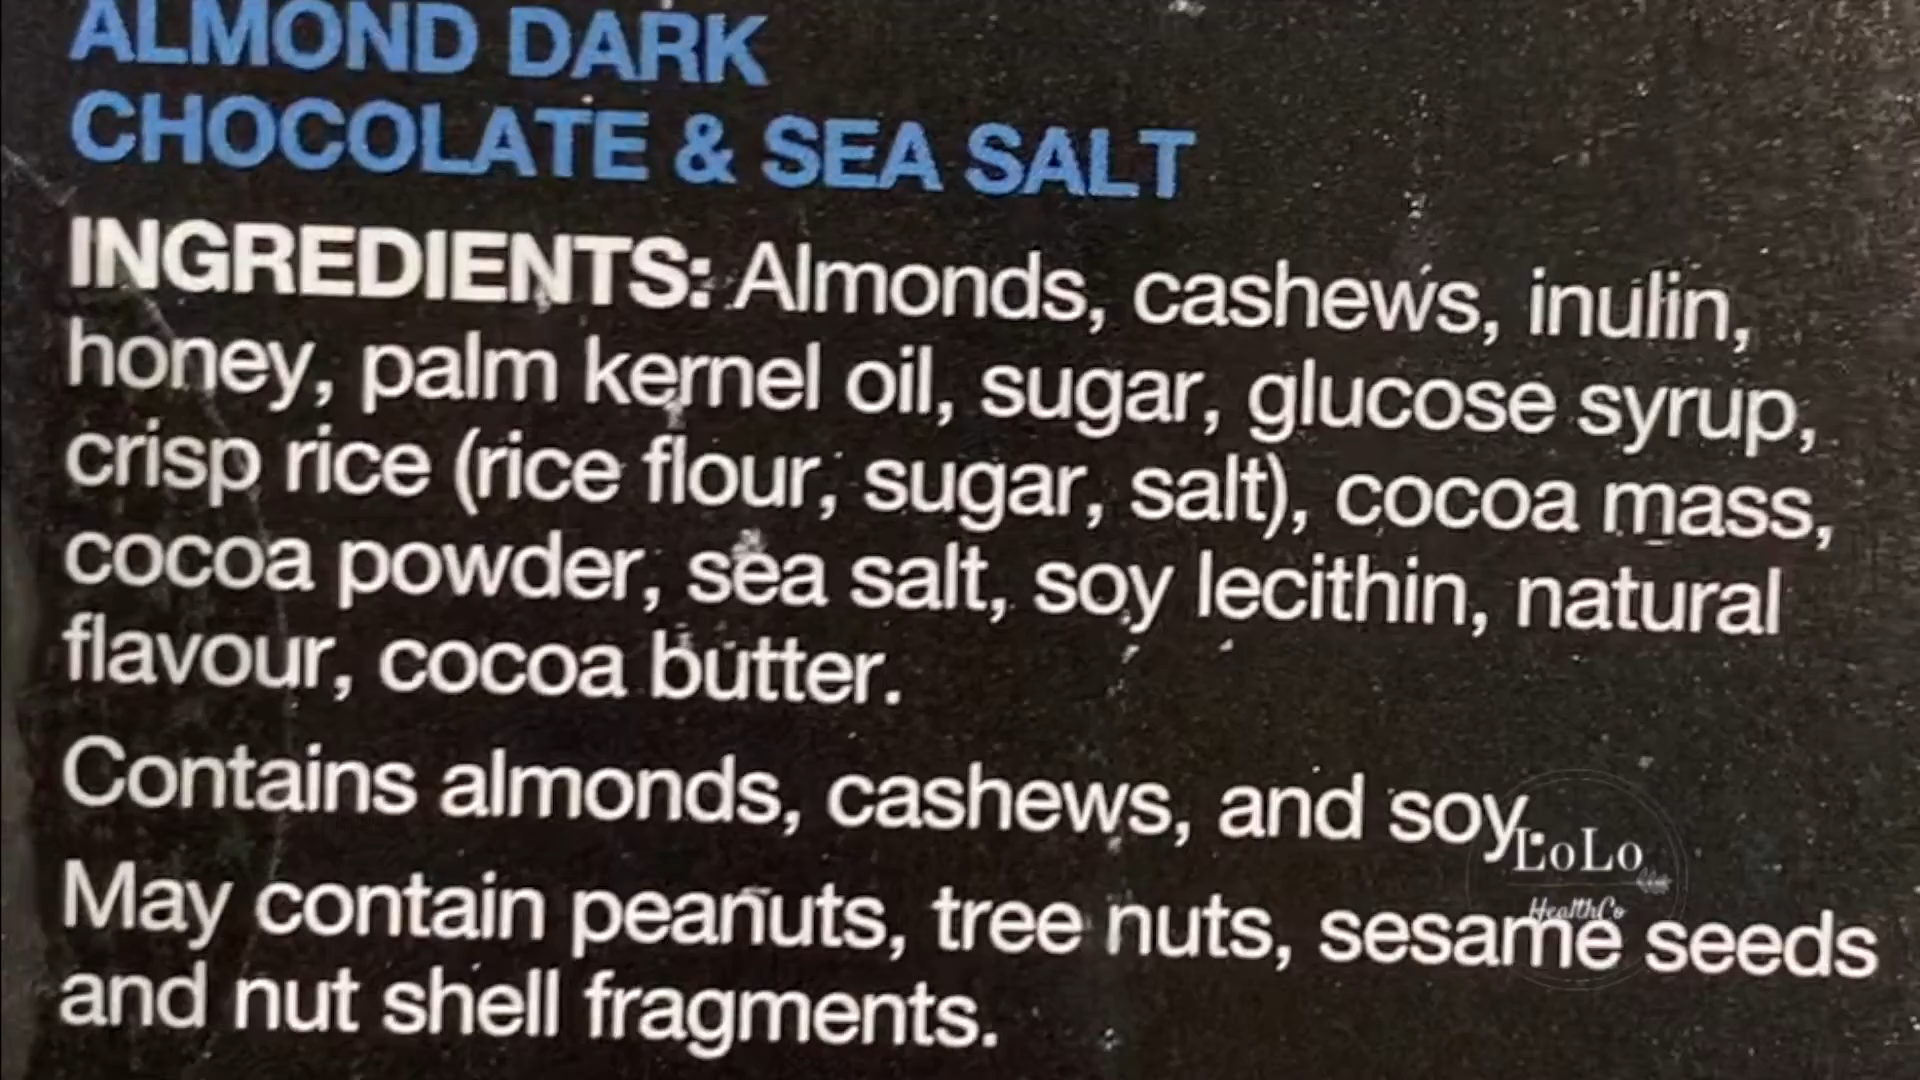 ALMOND DARK
CHOCOLATE & SEA SALT
INGREDIENTS: Almonds, cashews, inulin,
honey, palm kernel oil, sugar, glucose syrup,
crisp rice (rice flour, sugar, salt), cocoa mass,
cocoa powder, sea salt, soy lecithin, natural
flavour, cocoa butter.
Contains almonds, cashews, and soy.
LoLo
HealthCo
May contain peanuts, tree nuts, sesame seeds
and nut shell fragments.